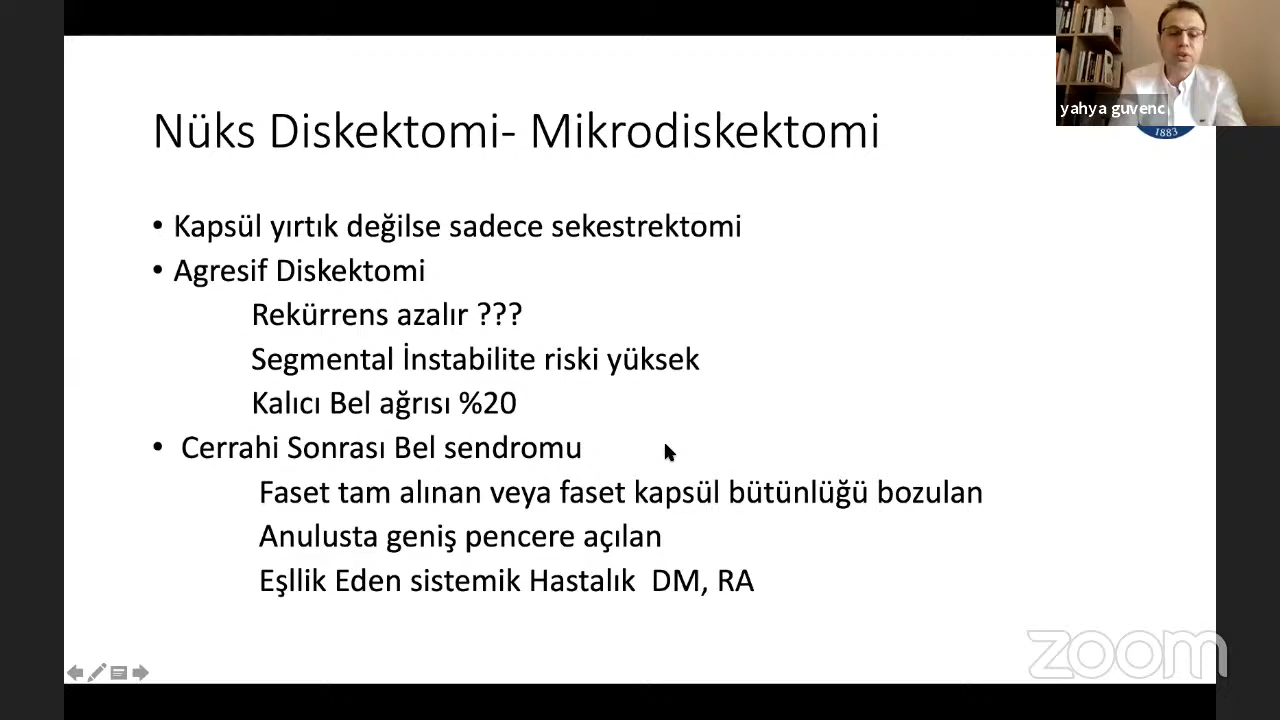 yahya guvenc
1883
Nüks Diskektomi- Mikrodiskektomi
• Kapsül yırtık değilse sadece sekestrektomi
• Agresif Diskektomi
Rekürrens azalır ???
Segmental İnstabilite riski yüksek
Kalıcı Bel ağrısı %20
• Cerrahi Sonrası Bel sendromu
Faset tam alınan veya faset kapsül bütünlüğü bozulan
Anulusta geniş pencere açılan
Eşllik Eden sistemik Hastalık DM, RA
zoom